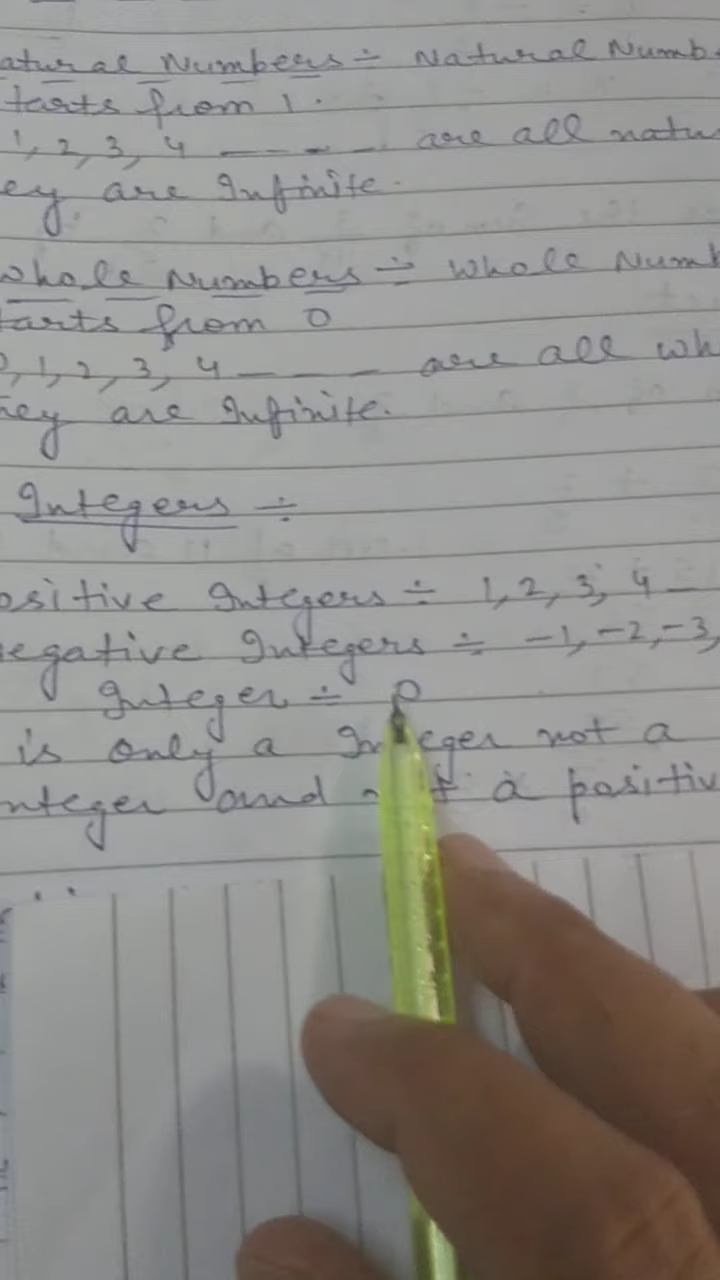 atural Numbers ÷ Natural Numb
tarts from 1.
1, 2, 3, 4 ---- are all natu
ey are Infinite.
Whole Numbers ÷ Whole Numb
tarts from 0
0, 1, 2, 3, 4 ---- are all wh
hey are Infinite.
Integers ÷
ositive Integers ÷ 1, 2, 3, 4 -
negative Integers ÷ -1, -2, -3,
Integer ÷ 0
is only a Integer not a
nteger and a positiv